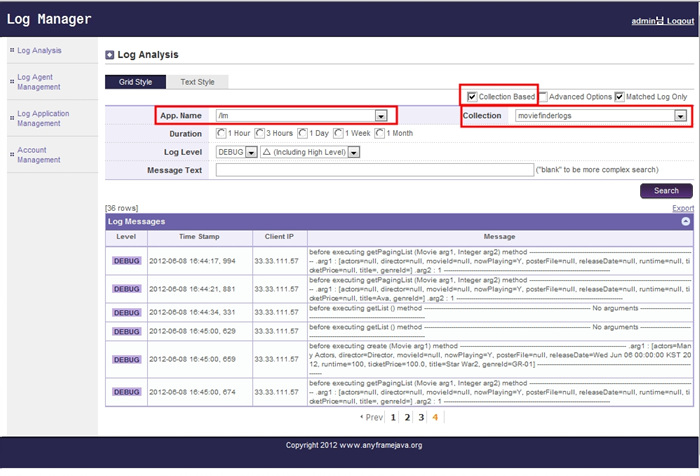 Log Manager
admin Logout
Log Analysis
Log Agent
Management
Log Application
Management
Account
Management
Log Analysis
Grid Style Text Style
Collection Based Advanced Options Matched Log Only
App. Name /lm Collection moviefinderlogs
Duration 1 Hour 3 Hours 1 Day 1 Week 1 Month
Log Level DEBUG △ (Including High Level)
Message Text ("blank" to be more complex search)
Search
[36 rows] Export
Log Messages
Level Time Stamp Client IP Message
DEBUG 2012-06-08 16:44:17, 994 33.33.111.57
before executing getPagingList (Movie arg1, Integer arg2) method ----------------------------------------
-- .arg1 : [actors=null, director=null, movieId=null, nowPlaying=Y, posterFile=null, releaseDate=null, runtime=null, ti
cketPrice=null, title=, genreId=] .arg2 : 1 ----------------------------------------
DEBUG 2012-06-08 16:44:21, 881 33.33.111.57
before executing getPagingList (Movie arg1, Integer arg2) method ----------------------------------------
-- .arg1 : [actors=null, director=null, movieId=null, nowPlaying=Y, posterFile=null, releaseDate=null, runtime=null, ti
cketPrice=null, title=Ava, genreId=] .arg2 : 1 ----------------------------------------
DEBUG 2012-06-08 16:44:34, 331 33.33.111.57
before executing getList () method ---------------------------------------- No arguments ---------------
----------------------------
DEBUG 2012-06-08 16:45:00, 629 33.33.111.57
before executing getList () method ---------------------------------------- No arguments ---------------
----------------------------
DEBUG 2012-06-08 16:45:00, 659 33.33.111.57
before executing create (Movie arg1) method ---------------------------------------- .arg1 : [actors=Man
y Actors, director=Director, movieId=null, nowPlaying=Y, posterFile=null, releaseDate=Wed Jun 06 00:00:00 KST 20
12, runtime=100, ticketPrice=100.0, title=Star War2, genreId=GR-01] ----------------------------------------
-----
DEBUG 2012-06-08 16:45:00, 674 33.33.111.57
before executing getPagingList (Movie arg1, Integer arg2) method ----------------------------------------
-- .arg1 : [actors=null, director=null, movieId=null, nowPlaying=Y, posterFile=null, releaseDate=null, runtime=null, ti
cketPrice=null, title=, genreId=] .arg2 : 1 ----------------------------------------
Prev 1 2 3 4
Copyright 2012 www.anyframejava.org